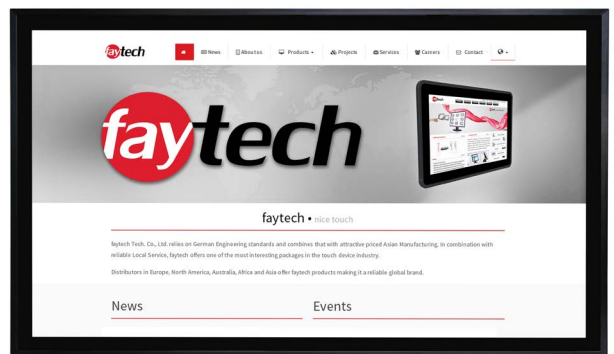 faytech
News
About us
Products
Projects
Services
Careers
Contact
faytech
faytech • nice touch
faytech Tech. Co., Ltd. relies on German Engineering standards and combines that with attractive priced Asian Manufacturing. In combination with
reliable Local Service, faytech offers one of the most interesting packages in the touch device industry.
Distributors in Europe, North America, Australia, Africa and Asia offer faytech products making it a reliable global brand.
News
Events